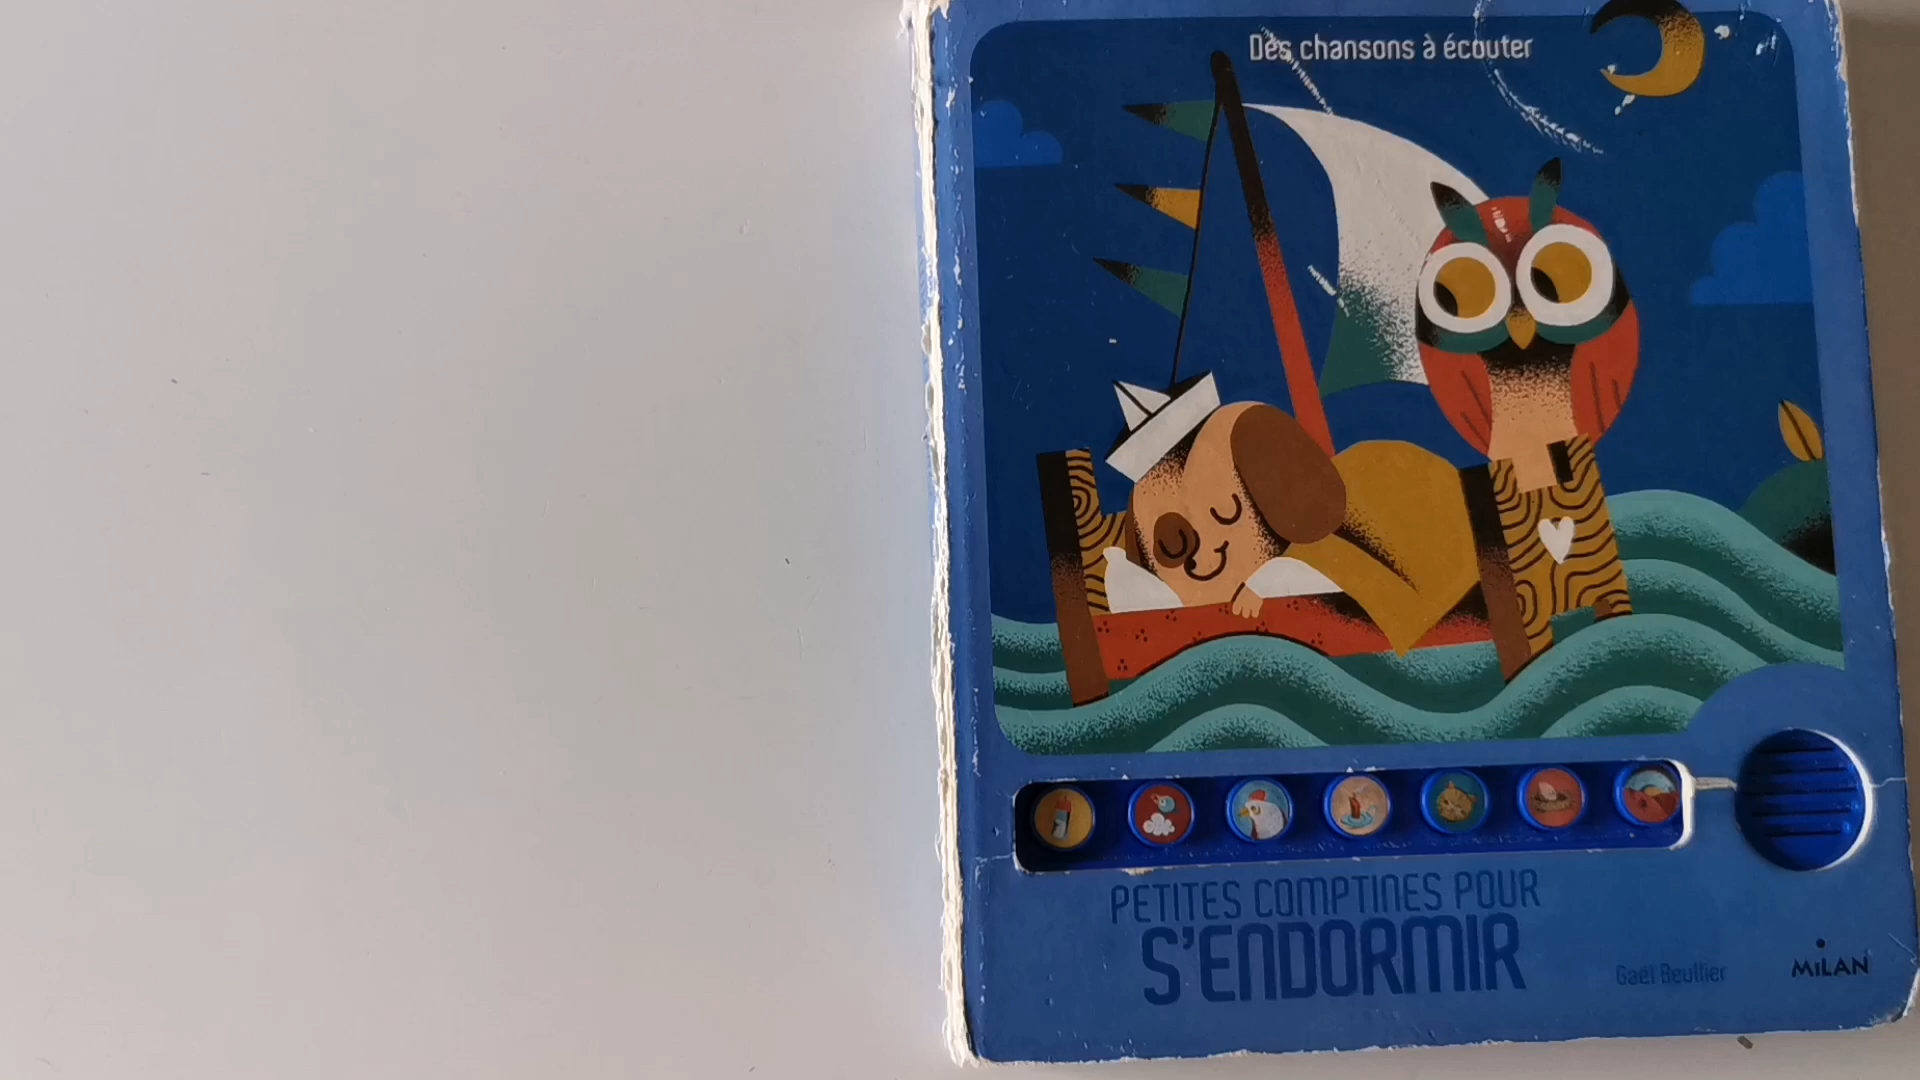 Des chansons à écouter
PETITES COMPTINES POUR
S'ENDORMIR
Gaël Beullier
MiLAN